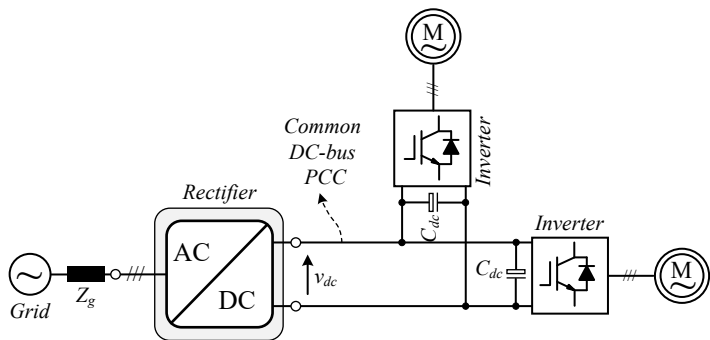 M
Common
DC-bus
PCC
Inverter
C_dc
Rectifier
AC
DC
v_dc
Inverter
C_dc
M
Grid
Z_g